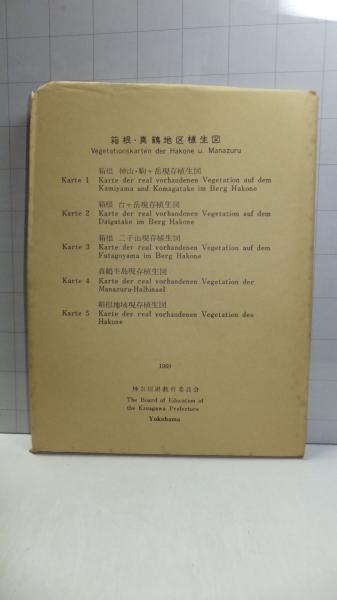 箱根・真鶴地区植生図
Vegetationskarten der Hakone u. Manazuru
箱根 神山・駒ヶ岳現存植生図
Karte 1 Karte der real vorhandenen Vegetation auf dem
Kamiyama und Komagatake im Berg Hakone
箱根 台ヶ岳現存植生図
Karte 2 Karte der real vorhandenen Vegetation auf dem
Daigatake im Berg Hakone
箱根 二子山現存植生図
Karte 3 Karte der real vorhandenen Vegetation auf dem
Futagoyama im Berg Hakone
真鶴半島現存植生図
Karte 4 Karte der real vorhandenen Vegetation der
Manazuru-Halbinsel
箱根地域現存植生図
Karte 5 Karte der real vorhandenen Vegetation des
Hakone
神奈川県教育委員会
The Board of Education of
the Kanagawa Prefecture
Yokohama